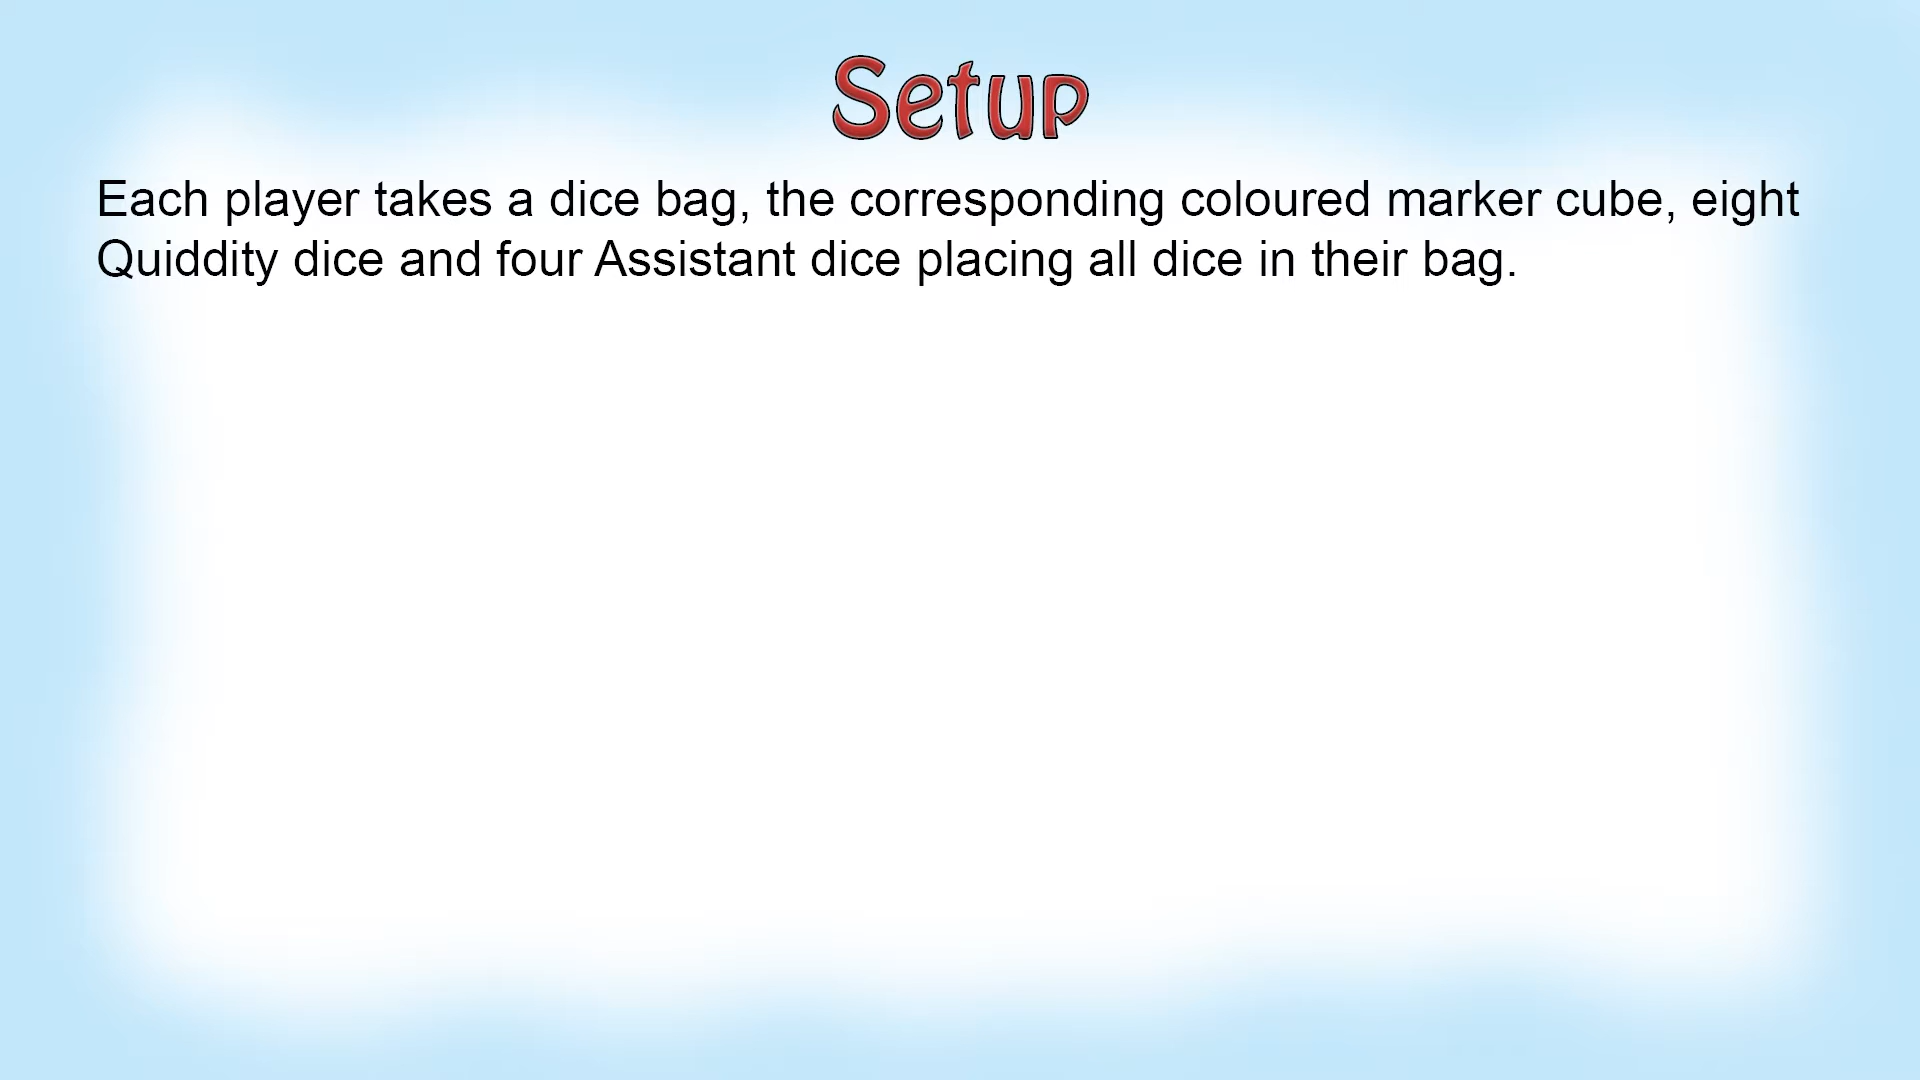 Setup
Each player takes a dice bag, the corresponding coloured marker cube, eight
Quiddity dice and four Assistant dice placing all dice in their bag.